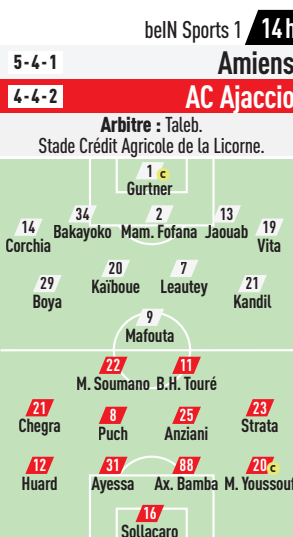 beIN Sports 1 14h
5-4-1 Amiens
4-4-2 AC Ajaccio
Arbitre : Taleb.
Stade Crédit Agricole de la Licorne.
1 c
Gurtner
14 34 2 13 19
Corchia Bakayoko Mam. Fofana Jaouab Vita
29 20 7 21
Boya Kaïboue Leautey Kandil
9
Mafouta
22 11
M. Soumano B.H. Touré
21 8 25 23
Chegra Puch Anziani Strata
12 31 88 20 c
Huard Ayessa Ax. Bamba M. Youssouf
16
Sollacaro